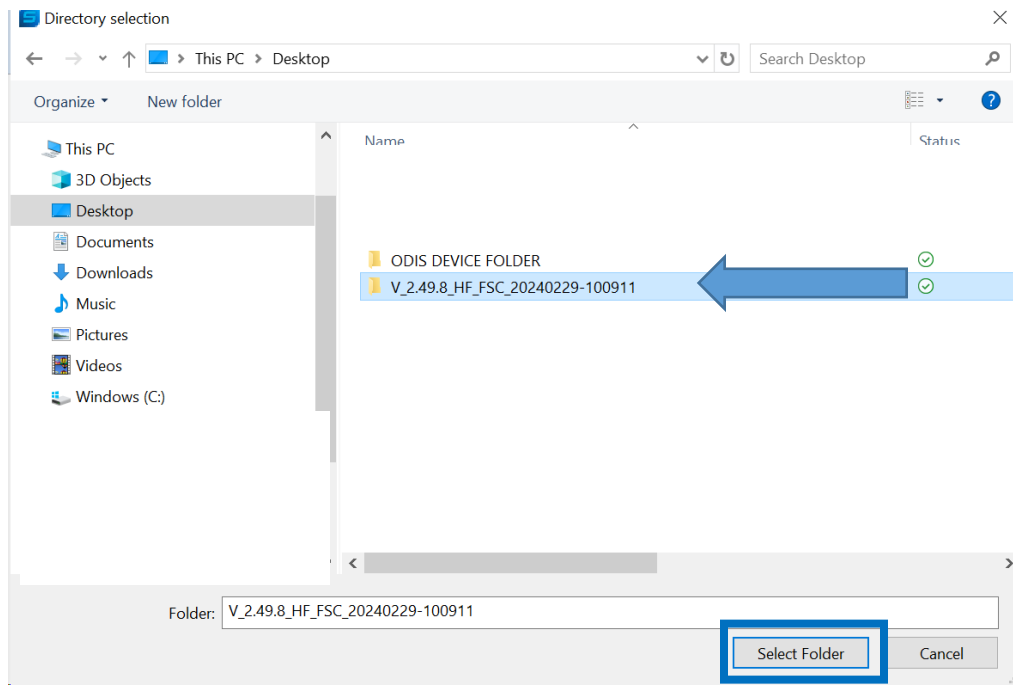 Directory selection
This PC > Desktop
Search Desktop
Organize
New folder
?
Name
Status
This PC
3D Objects
Desktop
Documents
Downloads
Music
Pictures
Videos
Windows (C:)
ODIS DEVICE FOLDER
V_2.49.8_HF_FSC_20240229-100911
Folder: V_2.49.8_HF_FSC_20240229-100911
Select Folder
Cancel